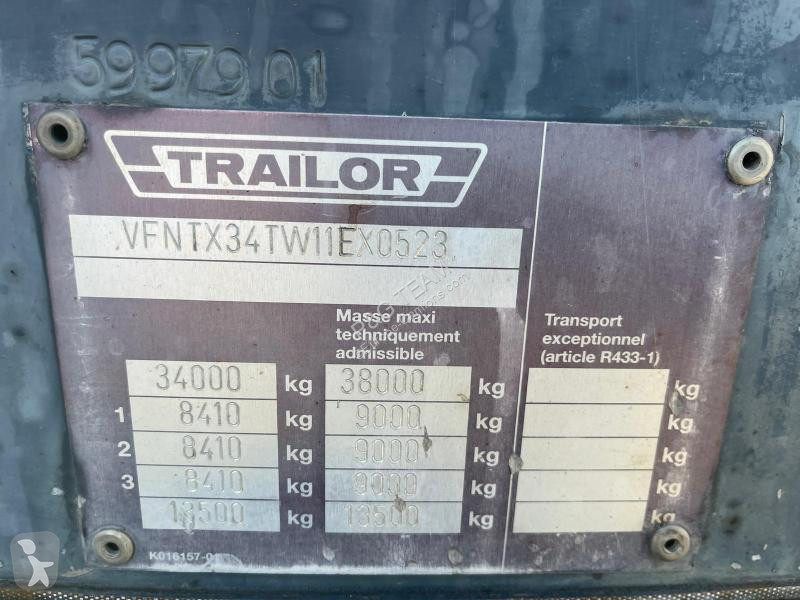 5997901
TRAILOR
VFNTX34TW11EX0523
Masse maxi
techniquement
admissible
Transport
exceptionnel
(article R433-1)
34000 kg 38000 kg kg
1 8410 kg 9000 kg kg
2 8410 kg 9000 kg kg
3 8410 kg 9000 kg kg
13500 kg 13500 kg kg
K016157-01